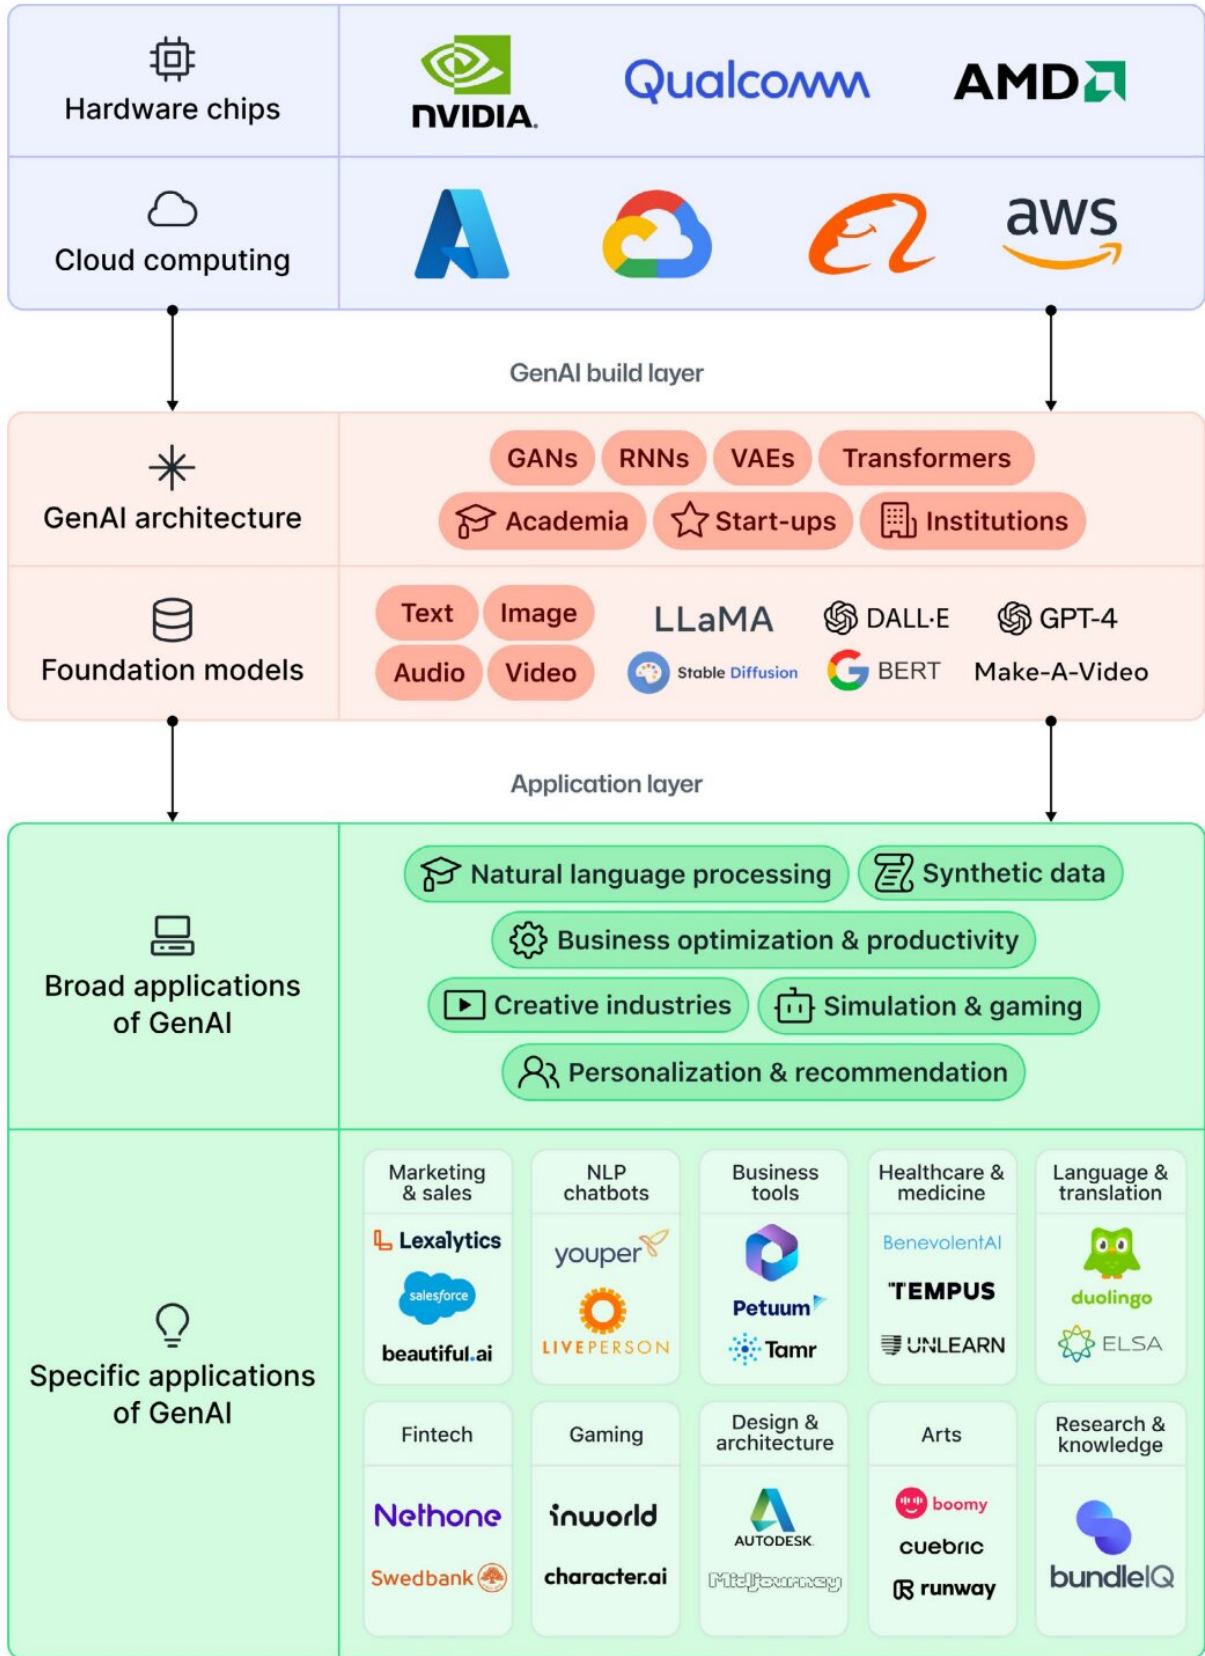 Hardware chips
NVIDIA.
Qualcomm
AMD
Cloud computing
aws
GenAI build layer
GenAI architecture
GANs RNNs VAEs Transformers
Academia Start-ups Institutions
Foundation models
Text Image
Audio Video
LLaMA DALL·E GPT-4
Stable Diffusion BERT Make-A-Video
Application layer
Broad applications
of GenAI
Natural language processing Synthetic data
Business optimization & productivity
Creative industries Simulation & gaming
Personalization & recommendation
Specific applications
of GenAI
Marketing
& sales
Lexalytics
salesforce
beautiful.ai
NLP
chatbots
youper
LIVEPERSON
Business
tools
Petuum
Tamr
Healthcare &
medicine
BenevolentAI
TEMPUS
UNLEARN
Language &
translation
duolingo
ELSA
Fintech
Nethone
Swedbank
Gaming
inworld
character.ai
Design &
architecture
AUTODESK.
Midjourney
Arts
boomy
cuebric
runway
Research &
knowledge
bundleIQ